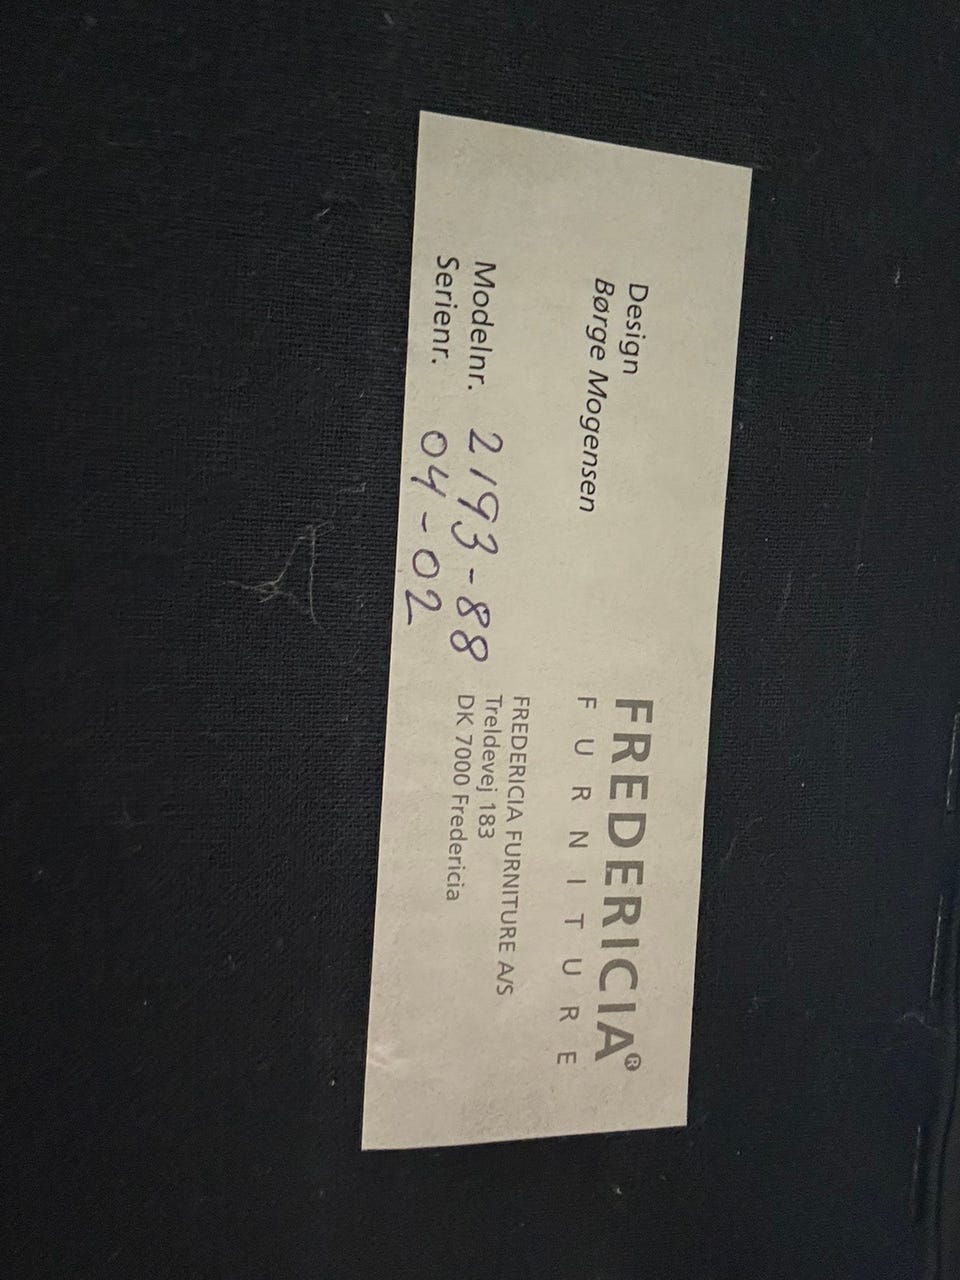 Design
Børge Mogensen
Modelnr. 2193-88
Serienr. 04-02
FREDERICIA®
FURNITURE
FREDERICIA FURNITURE A/S
Treldevej 183
DK 7000 Fredericia